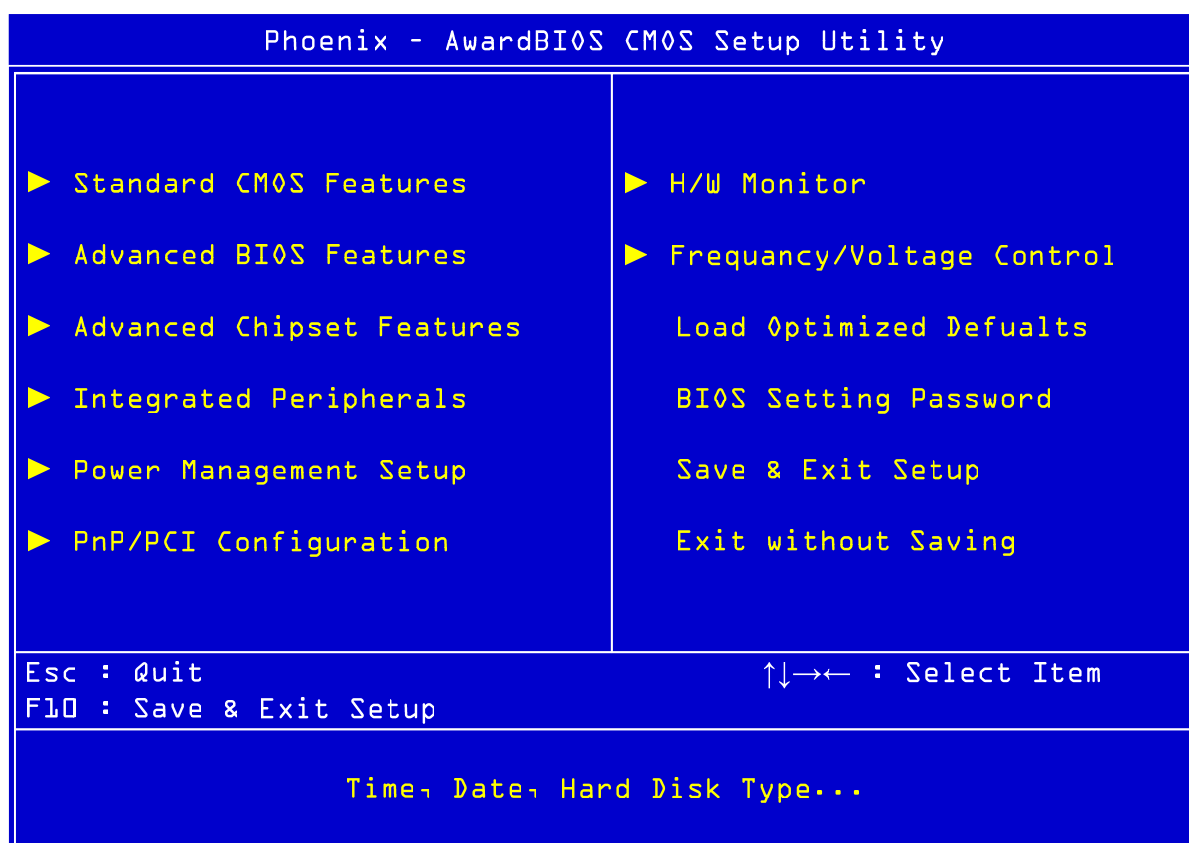 Phoenix - AwardBIOS CMOS Setup Utility
▶ Standard CMOS Features
▶ Advanced BIOS Features
▶ Advanced Chipset Features
▶ Integrated Peripherals
▶ Power Management Setup
▶ PnP/PCI Configuration
▶ H/W Monitor
▶ Frequancy/Voltage Control
Load Optimized Defualts
BIOS Setting Password
Save & Exit Setup
Exit without Saving
Esc : Quit
↑↓→← : Select Item
F10 : Save & Exit Setup
Time, Date, Hard Disk Type...